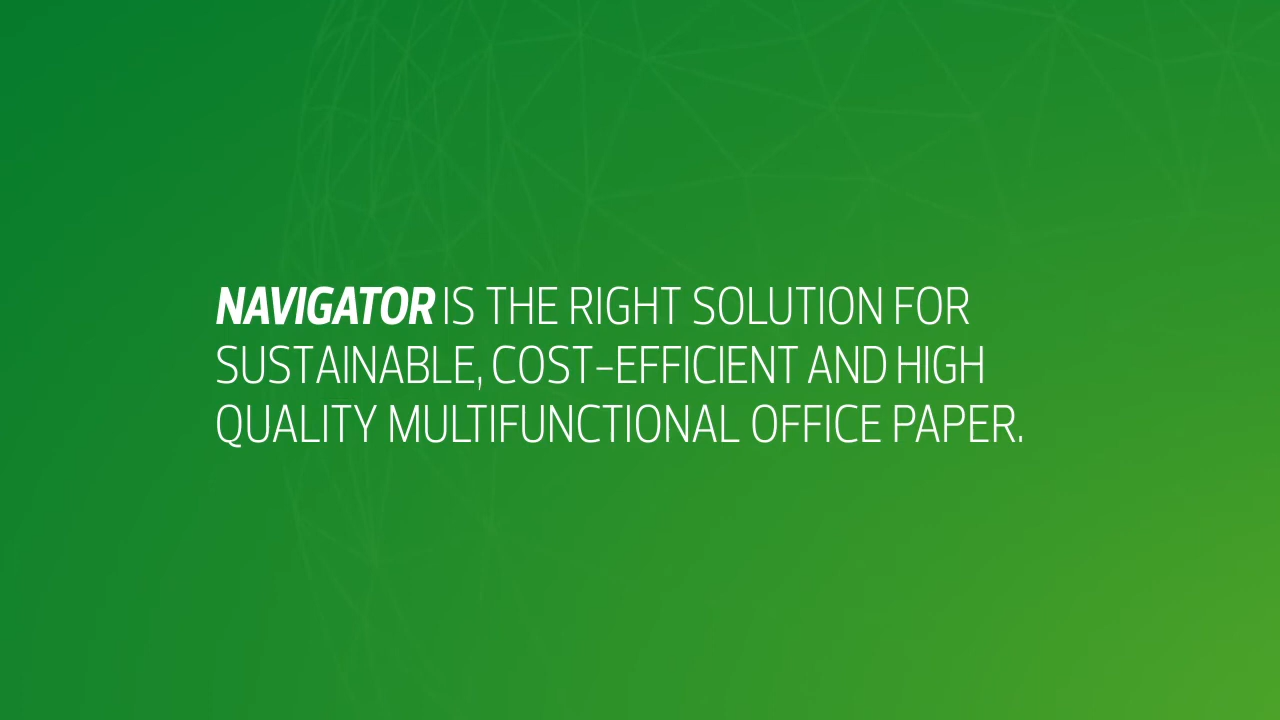 NAVIGATOR IS THE RIGHT SOLUTION FOR
SUSTAINABLE, COST-EFFICIENT AND HIGH
QUALITY MULTIFUNCTIONAL OFFICE PAPER.